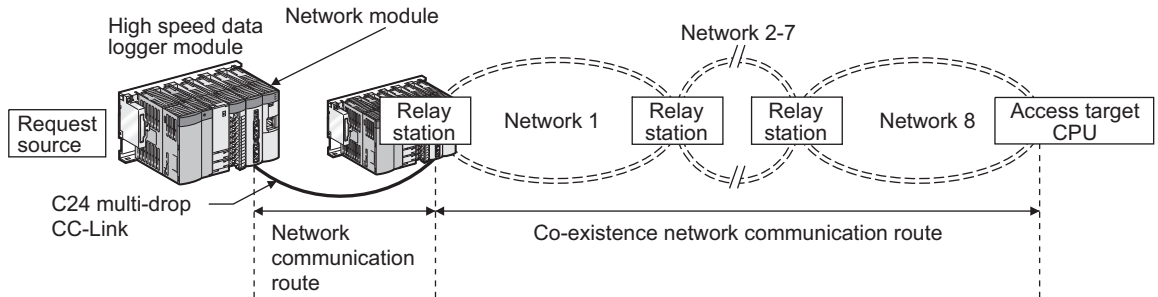 High speed data
logger module
Network module
Network 2-7
Request
source
Relay
station
Network 1
Relay
station
Relay
station
Network 8
Access target
CPU
C24 multi-drop
CC-Link
Network
communication
route
Co-existence network communication route